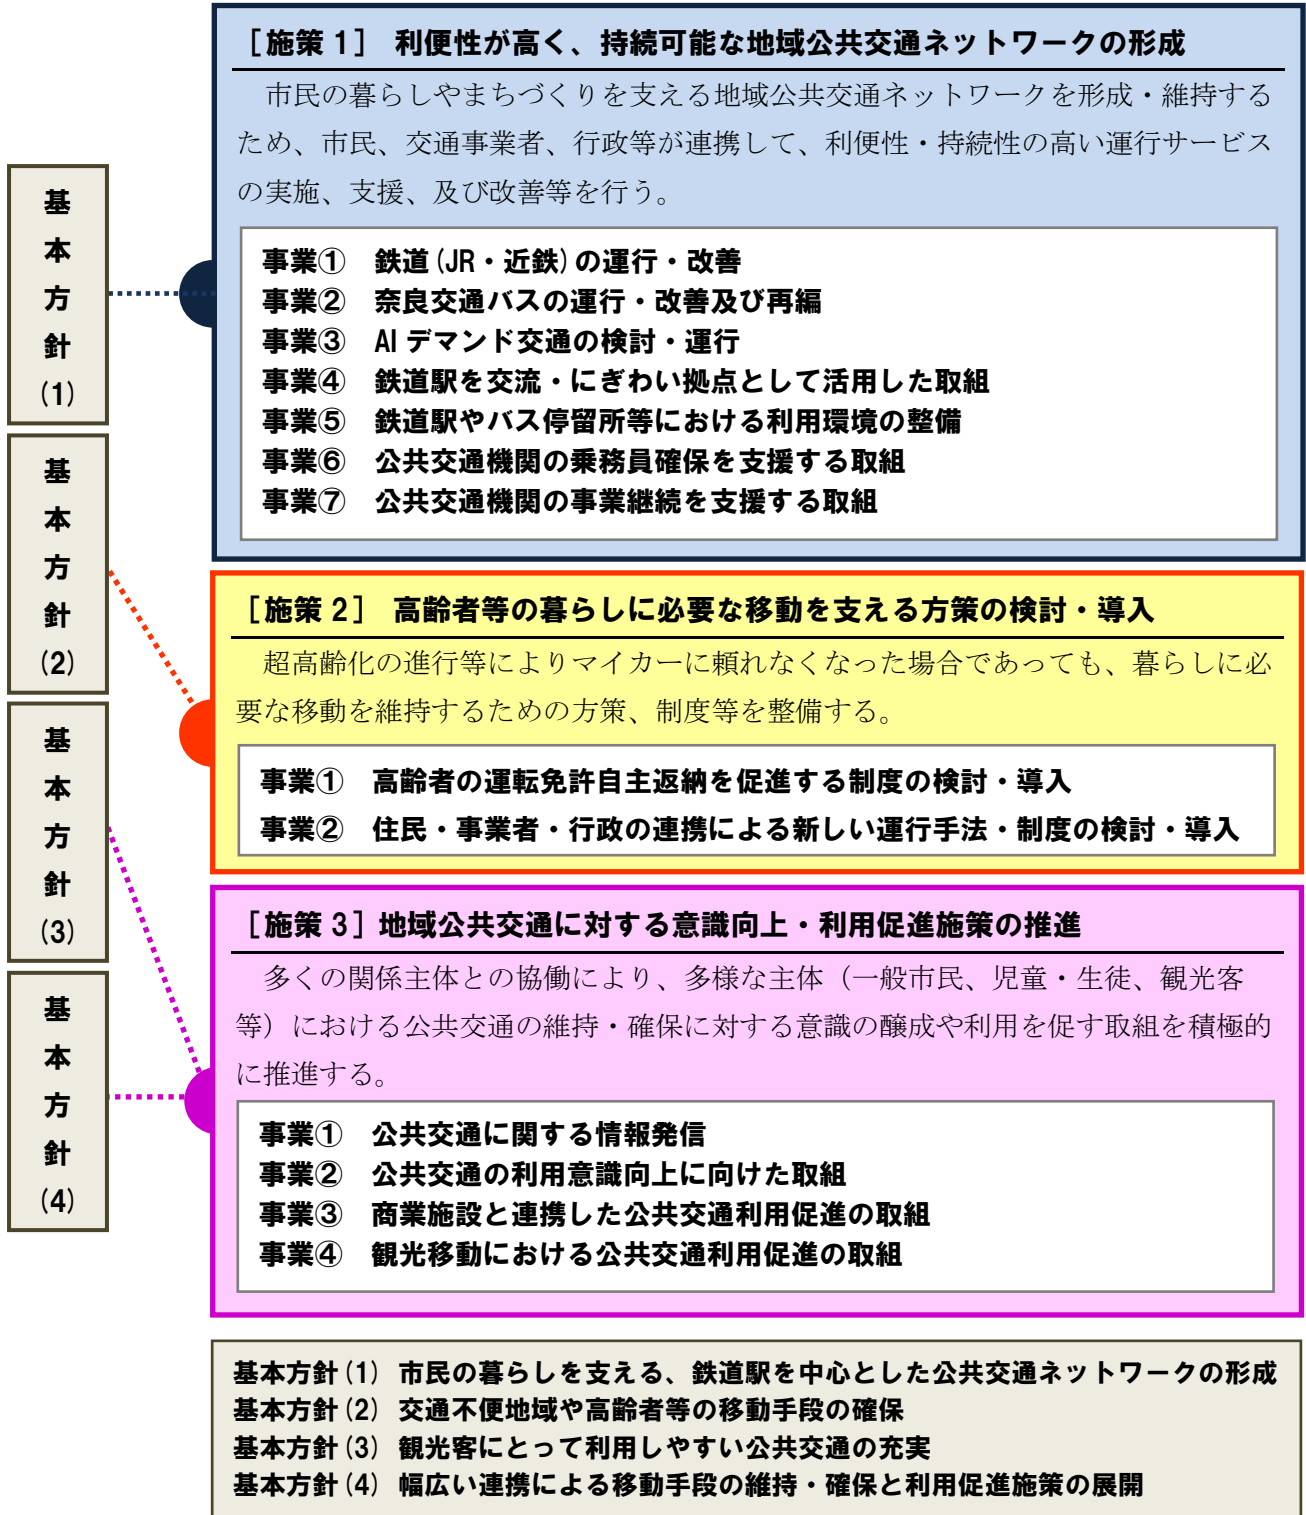 基本方針(1)
基本方針(2)
基本方針(3)
基本方針(4)
［施策１］ 利便性が高く、持続可能な地域公共交通ネットワークの形成
市民の暮らしやまちづくりを支える地域公共交通ネットワークを形成・維持する
ため、市民、交通事業者、行政等が連携して、利便性・持続性の高い運行サービス
の実施、支援、及び改善等を行う。
事業① 鉄道(JR・近鉄)の運行・改善
事業② 奈良交通バスの運行・改善及び再編
事業③ AI デマンド交通の検討・運行
事業④ 鉄道駅を交流・にぎわい拠点として活用した取組
事業⑤ 鉄道駅やバス停留所等における利用環境の整備
事業⑥ 公共交通機関の乗務員確保を支援する取組
事業⑦ 公共交通機関の事業継続を支援する取組
［施策２］ 高齢者等の暮らしに必要な移動を支える方策の検討・導入
超高齢化の進行等によりマイカーに頼れなくなった場合であっても、暮らしに必
要な移動を維持するための方策、制度等を整備する。
事業① 高齢者の運転免許自主返納を促進する制度の検討・導入
事業② 住民・事業者・行政の連携による新しい運行手法・制度の検討・導入
［施策３］地域公共交通に対する意識向上・利用促進施策の推進
多くの関係主体との協働により、多様な主体（一般市民、児童・生徒、観光客
等）における公共交通の維持・確保に対する意識の醸成や利用を促す取組を積極的
に推進する。
事業① 公共交通に関する情報発信
事業② 公共交通の利用意識向上に向けた取組
事業③ 商業施設と連携した公共交通利用促進の取組
事業④ 観光移動における公共交通利用促進の取組
基本方針(1) 市民の暮らしを支える、鉄道駅を中心とした公共交通ネットワークの形成
基本方針(2) 交通不便地域や高齢者等の移動手段の確保
基本方針(3) 観光客にとって利用しやすい公共交通の充実
基本方針(4) 幅広い連携による移動手段の維持・確保と利用促進施策の展開